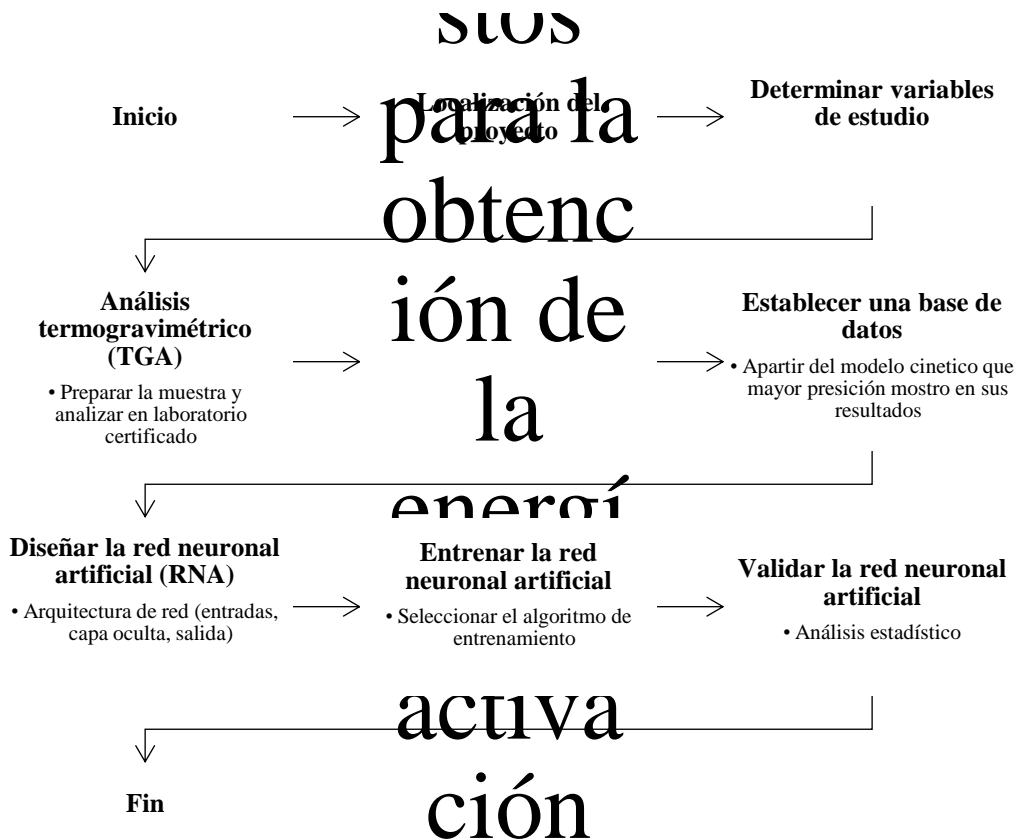 Inicio
Localización del
proyecto
Determinar variables
de estudio
Análisis
termogravimétrico
(TGA)
• Preparar la muestra y
analizar en laboratorio
certificado
stos
para la
obtenc
ión de
la
energí
activa
ción
Establecer una base de
datos
• Apartir del modelo cinetico que
mayor presición mostro en sus
resultados
Diseñar la red neuronal
artificial (RNA)
• Arquitectura de red (entradas,
capa oculta, salida)
Entrenar la red
neuronal artificial
• Seleccionar el algoritmo de
entrenamiento
Validar la red neuronal
artificial
• Análisis estadístico
Fin